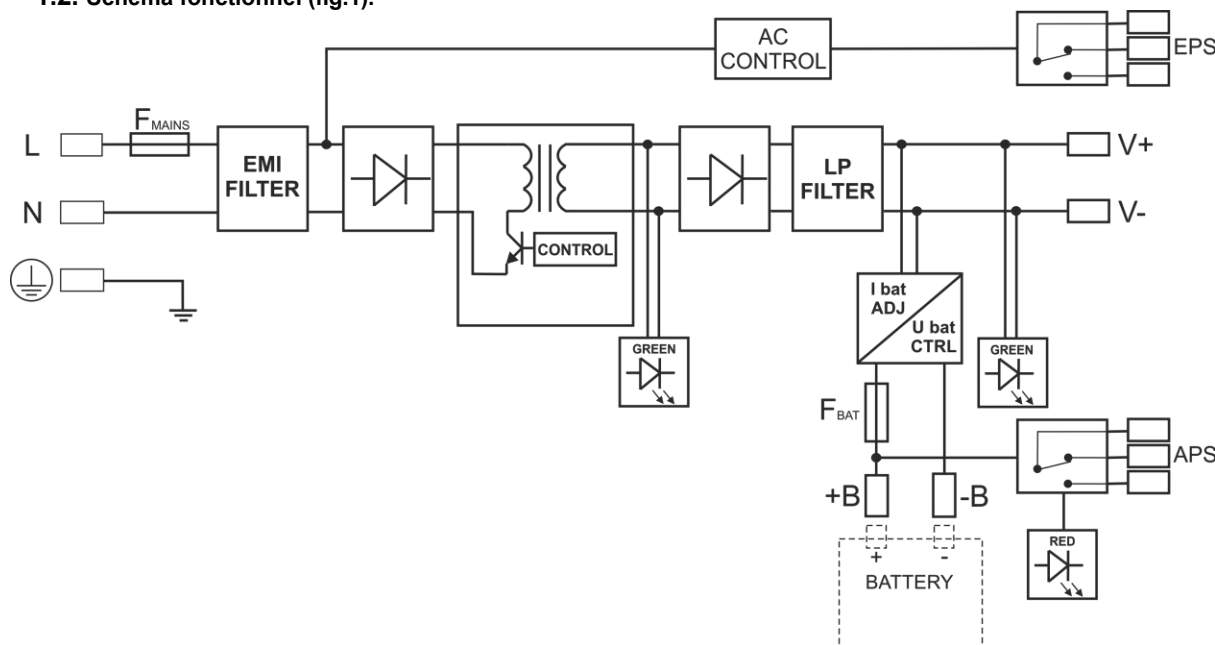 1.2. Schéma fonctionnel (fig.1).
AC
CONTROL
EPS
F MAINS
L
EMI
FILTER
LP
FILTER
V+
N
V-
CONTROL
I bat
ADJ
U bat
CTRL
GREEN
GREEN
F BAT
APS
+B
-B
RED
+
-
BATTERY